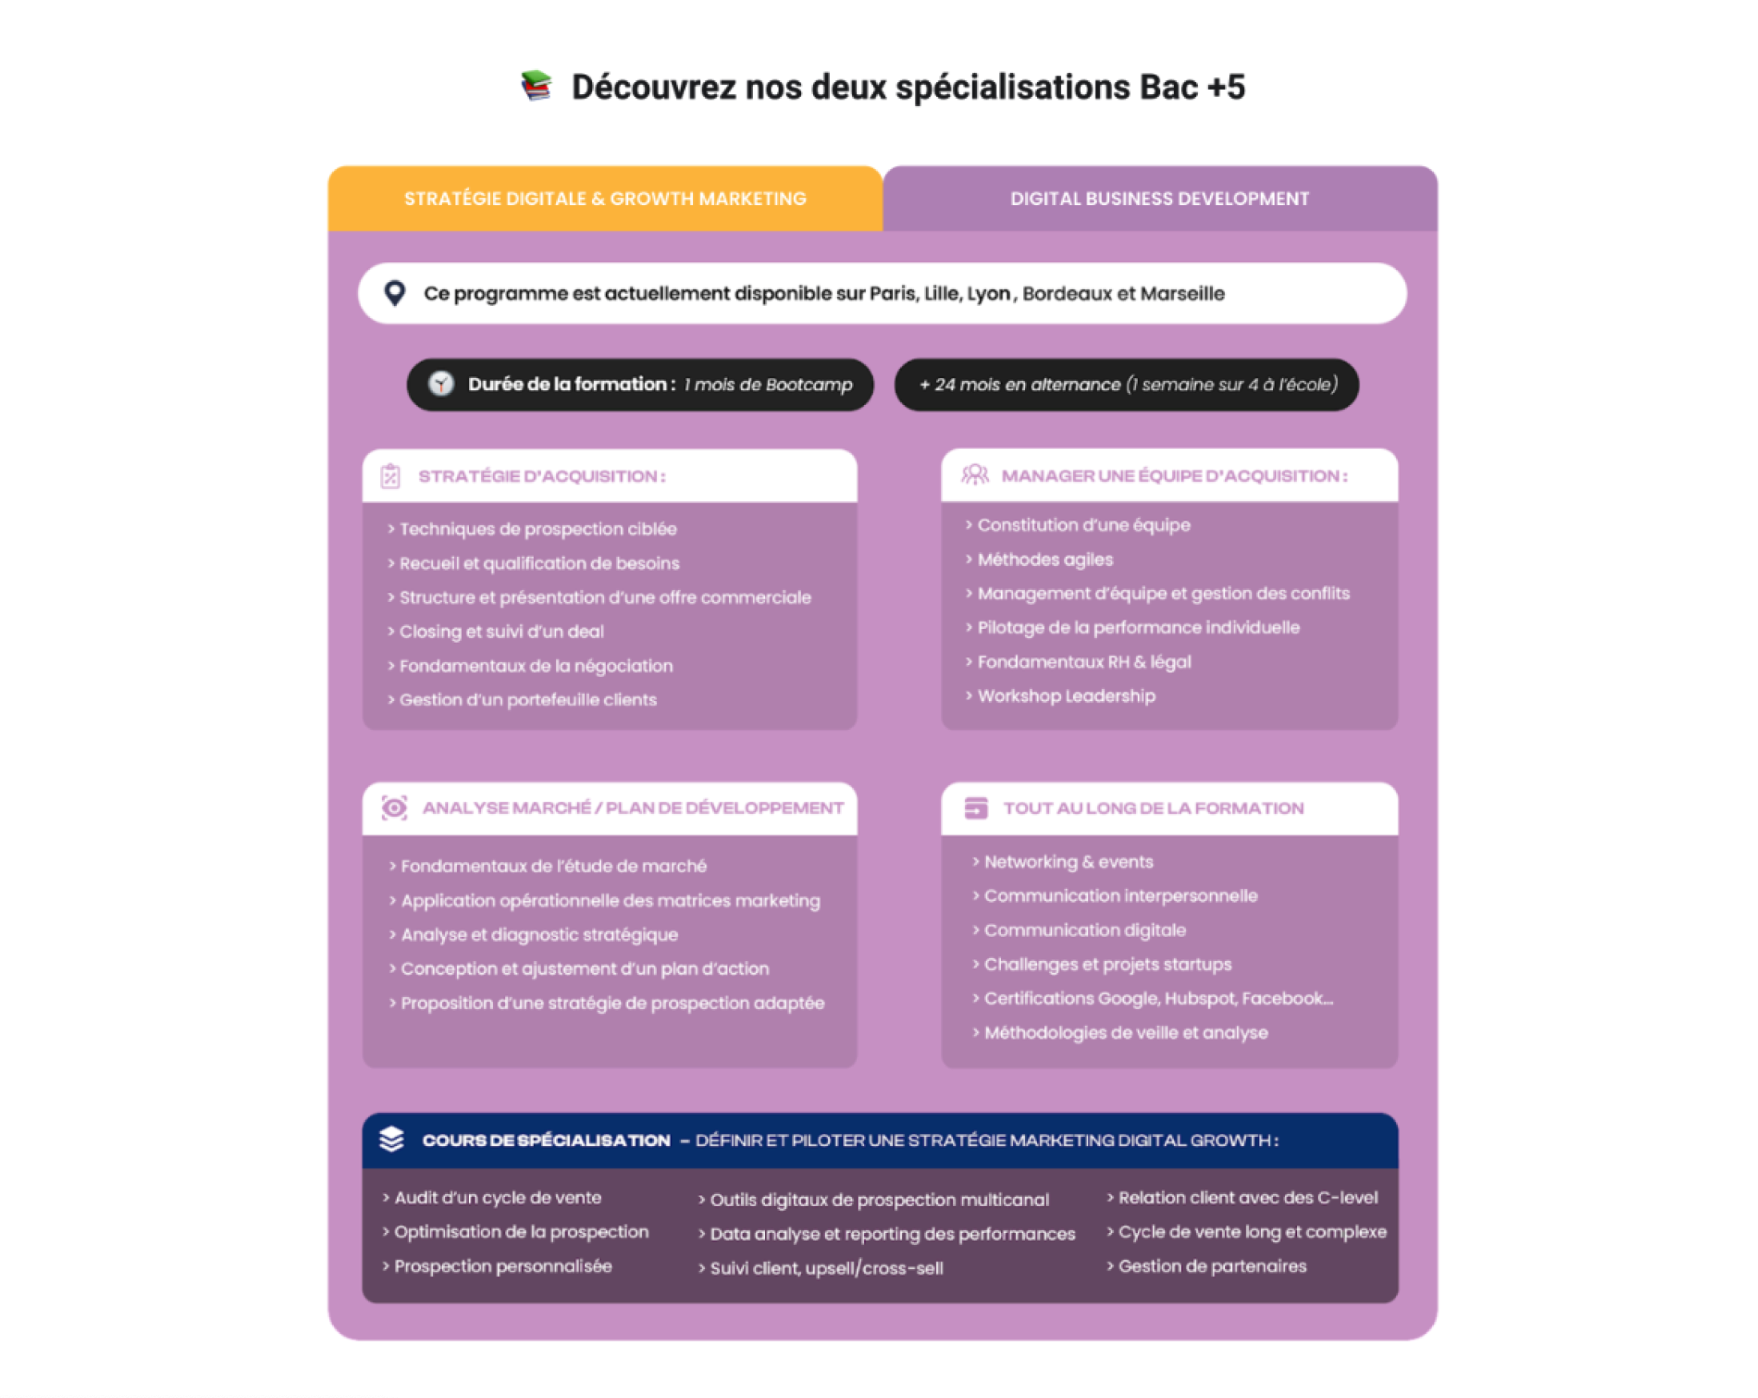 Découvrez nos deux spécialisations Bac +5
STRATÉGIE DIGITALE & GROWTH MARKETING
DIGITAL BUSINESS DEVELOPMENT
Ce programme est actuellement disponible sur Paris, Lille, Lyon, Bordeaux et Marseille
Durée de la formation : 1 mois de Bootcamp
+ 24 mois en alternance (1 semaine sur 4 à l'école)
STRATÉGIE D'ACQUISITION :
> Techniques de prospection ciblée
> Recueil et qualification de besoins
> Structure et présentation d'une offre commerciale
> Closing et suivi d'un deal
> Fondamentaux de la négociation
> Gestion d'un portefeuille clients
MANAGER UNE ÉQUIPE D'ACQUISITION :
> Constitution d'une équipe
> Méthodes agiles
> Management d'équipe et gestion des conflits
> Pilotage de la performance individuelle
> Fondamentaux RH & légal
> Workshop Leadership
ANALYSE MARCHÉ / PLAN DE DÉVELOPPEMENT
> Fondamentaux de l'étude de marché
> Application opérationnelle des matrices marketing
> Analyse et diagnostic stratégique
> Conception et ajustement d'un plan d'action
> Proposition d'une stratégie de prospection adaptée
TOUT AU LONG DE LA FORMATION
> Networking & events
> Communication interpersonnelle
> Communication digitale
> Challenges et projets startups
> Certifications Google, Hubspot, Facebook...
> Méthodologies de veille et analyse
COURS DE SPÉCIALISATION – DÉFINIR ET PILOTER UNE STRATÉGIE MARKETING DIGITAL GROWTH :
> Audit d'un cycle de vente
> Optimisation de la prospection
> Prospection personnalisée
> Outils digitaux de prospection multicanal
> Data analyse et reporting des performances
> Suivi client, upsell/cross-sell
> Relation client avec des C-level
> Cycle de vente long et complexe
> Gestion de partenaires